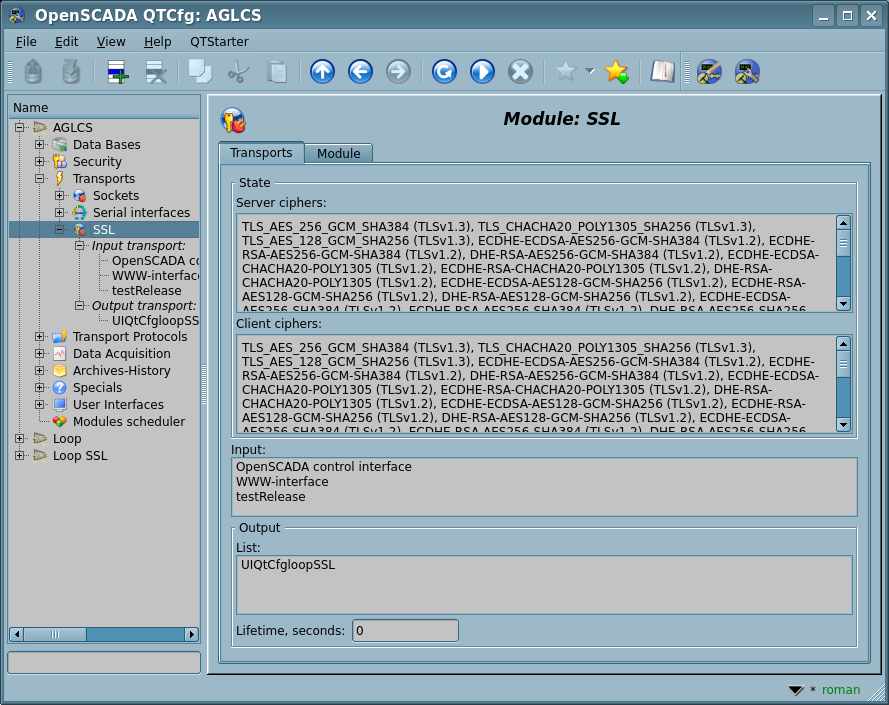 OpenSCADA QTCfg: AGLCS
File Edit View Help QTStarter
Name
AGLCS
Data Bases
Security
Transports
Sockets
Serial interfaces
SSL
Input transport:
OpenSCADA co
WWW-interfac
testRelease
Output transport:
UIQtCfgloopSS
Transport Protocols
Data Acquisition
Archives-History
Specials
User Interfaces
Modules scheduler
Loop
Loop SSL
Module: SSL
Transports Module
State
Server ciphers:
TLS_AES_256_GCM_SHA384 (TLSv1.3), TLS_CHACHA20_POLY1305_SHA256 (TLSv1.3),
TLS_AES_128_GCM_SHA256 (TLSv1.3), ECDHE-ECDSA-AES256-GCM-SHA384 (TLSv1.2), ECDHE-
RSA-AES256-GCM-SHA384 (TLSv1.2), DHE-RSA-AES256-GCM-SHA384 (TLSv1.2), ECDHE-ECDSA-
CHACHA20-POLY1305 (TLSv1.2), ECDHE-RSA-CHACHA20-POLY1305 (TLSv1.2), DHE-RSA-
CHACHA20-POLY1305 (TLSv1.2), ECDHE-ECDSA-AES128-GCM-SHA256 (TLSv1.2), ECDHE-RSA-
AES128-GCM-SHA256 (TLSv1.2), DHE-RSA-AES128-GCM-SHA256 (TLSv1.2), ECDHE-ECDSA-
AES256-SHA384 (TLSv1.2), ECDHE-RSA-AES256-SHA384 (TLSv1.2), DHE-RSA-AES256-SHA256
Client ciphers:
TLS_AES_256_GCM_SHA384 (TLSv1.3), TLS_CHACHA20_POLY1305_SHA256 (TLSv1.3),
TLS_AES_128_GCM_SHA256 (TLSv1.3), ECDHE-ECDSA-AES256-GCM-SHA384 (TLSv1.2), ECDHE-
RSA-AES256-GCM-SHA384 (TLSv1.2), DHE-RSA-AES256-GCM-SHA384 (TLSv1.2), ECDHE-ECDSA-
CHACHA20-POLY1305 (TLSv1.2), ECDHE-RSA-CHACHA20-POLY1305 (TLSv1.2), DHE-RSA-
CHACHA20-POLY1305 (TLSv1.2), ECDHE-ECDSA-AES128-GCM-SHA256 (TLSv1.2), ECDHE-RSA-
AES128-GCM-SHA256 (TLSv1.2), DHE-RSA-AES128-GCM-SHA256 (TLSv1.2), ECDHE-ECDSA-
AES256-SHA384 (TLSv1.2), ECDHE-RSA-AES256-SHA384 (TLSv1.2), DHE-RSA-AES256-SHA256
Input:
OpenSCADA control interface
WWW-interface
testRelease
Output
List:
UIQtCfgloopSSL
Lifetime, seconds: 0
* roman